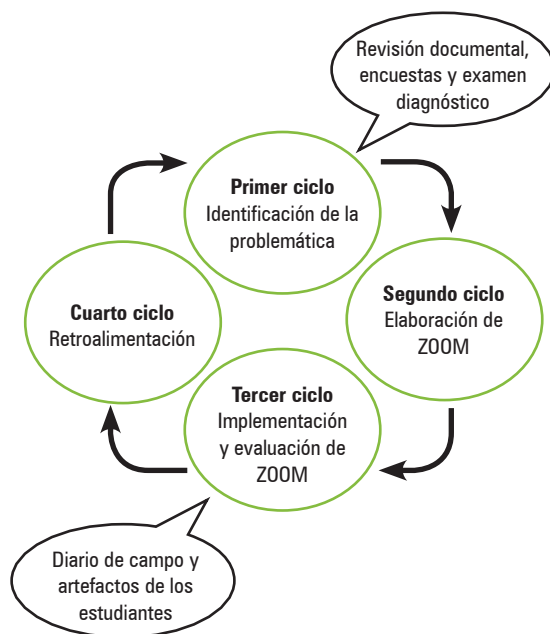 Revisión documental,
encuestas y examen
diagnóstico
Primer ciclo
Identificación de la
problemática
Segundo ciclo
Elaboración de
ZOOM
Tercer ciclo
Implementación
y evaluación de
ZOOM
Cuarto ciclo
Retroalimentación
Diario de campo y
artefactos de los
estudiantes